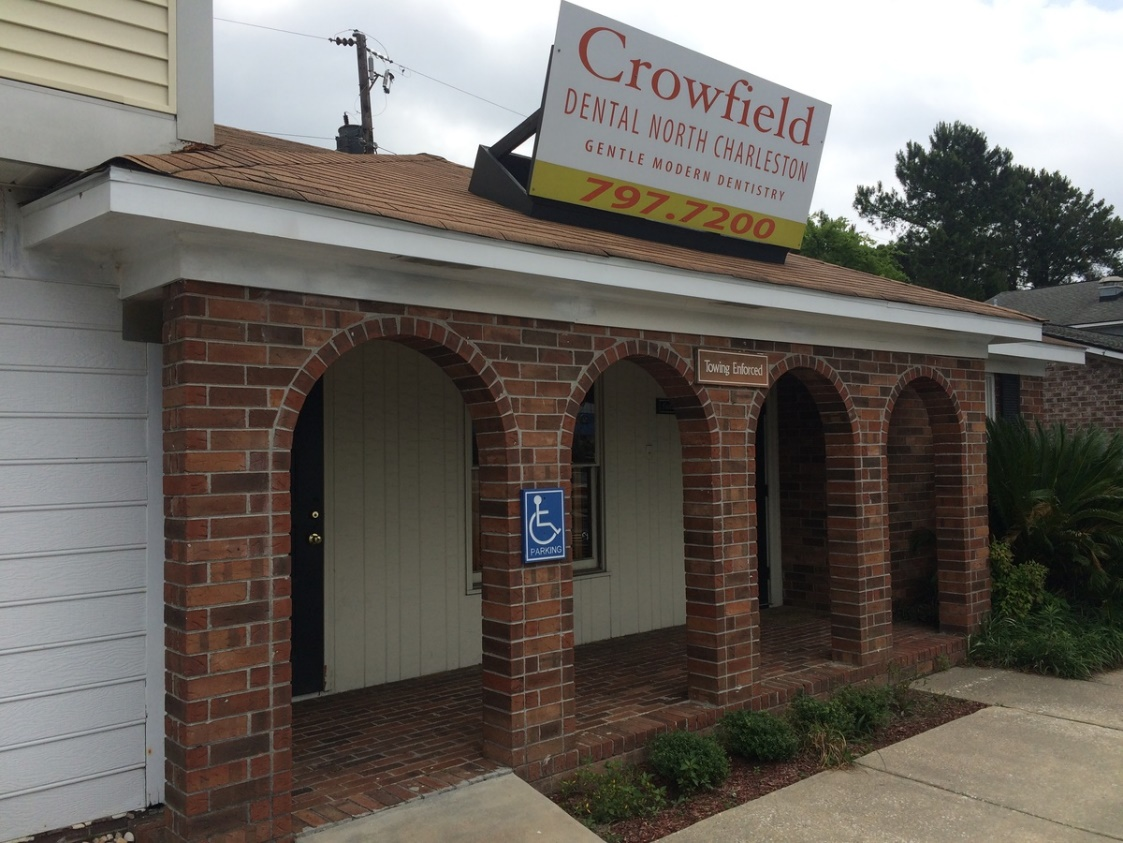 Crowfield
DENTAL NORTH CHARLESTON
GENTLE MODERN DENTISTRY
797.7200
Towing Enforced
PARKING